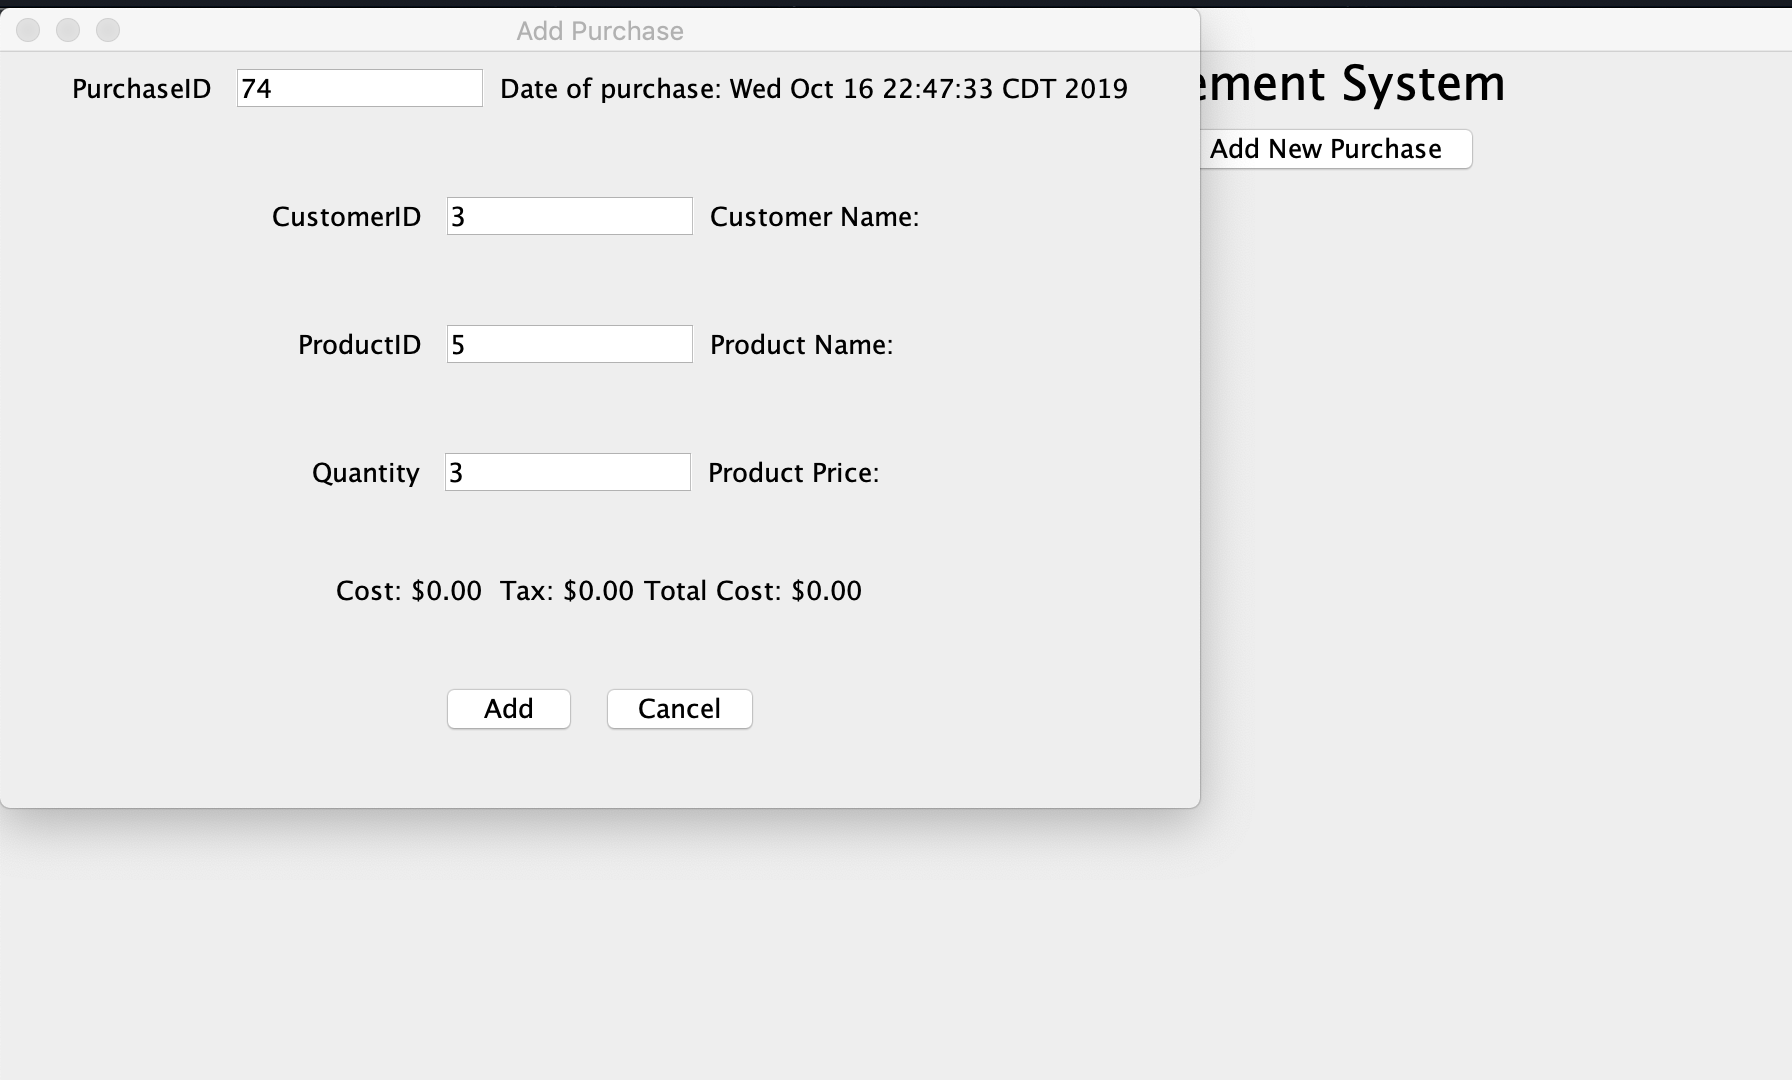 Add Purchase
PurchaseID 74 Date of purchase: Wed Oct 16 22:47:33 CDT 2019
ement System
Add New Purchase
CustomerID 3 Customer Name:
ProductID 5 Product Name:
Quantity 3 Product Price:
Cost: $0.00 Tax: $0.00 Total Cost: $0.00
Add Cancel